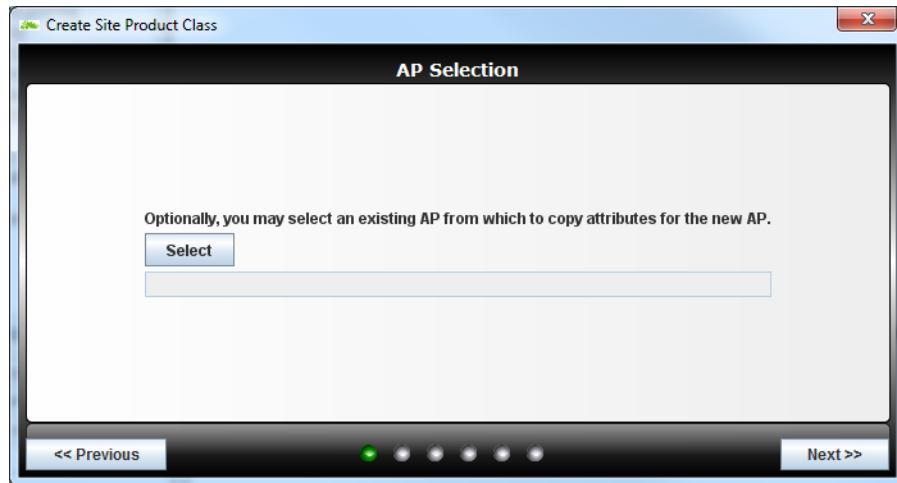 Create Site Product Class
AP Selection
Optionally, you may select an existing AP from which to copy attributes for the new AP.
Select
<< Previous
Next >>